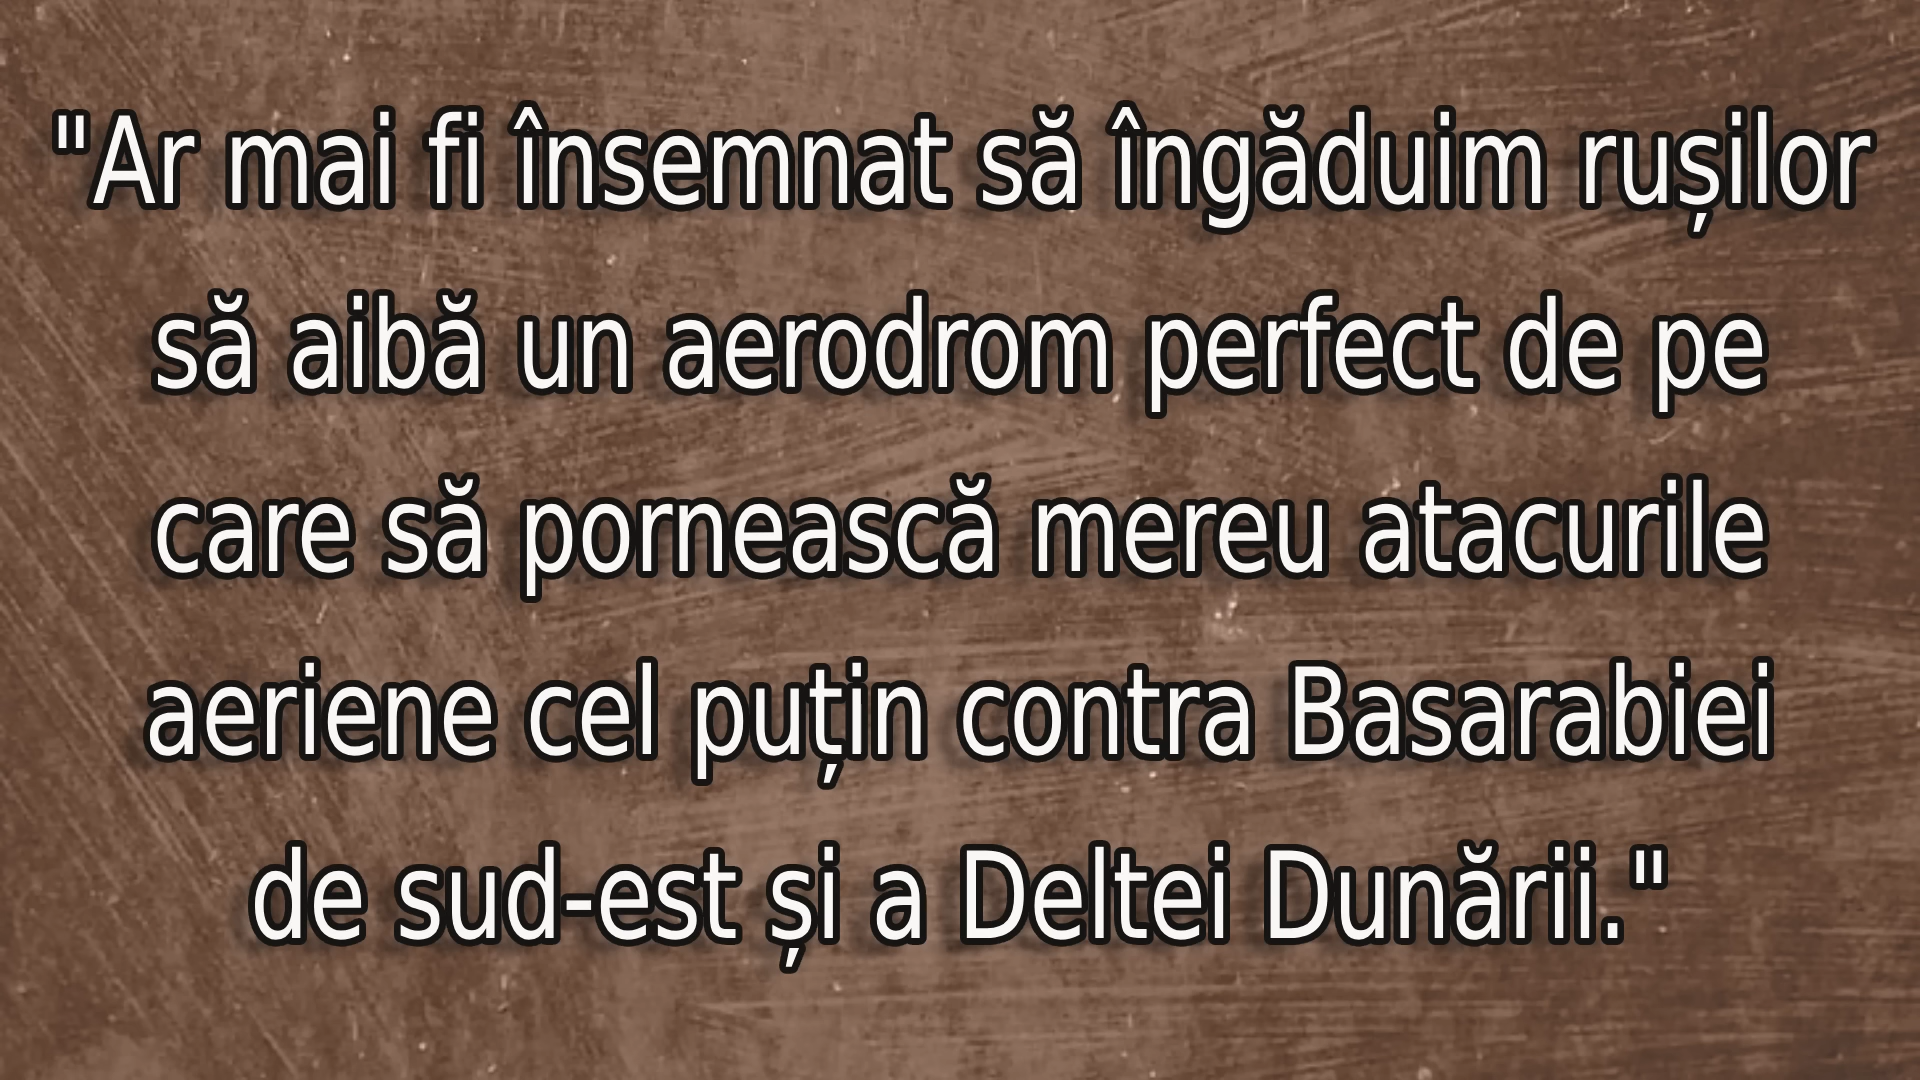 "Ar mai fi însemnat să îngăduim rușilor
să aibă un aerodrom perfect de pe
care să pornească mereu atacurile
aeriene cel puțin contra Basarabiei
de sud-est și a Deltei Dunării."